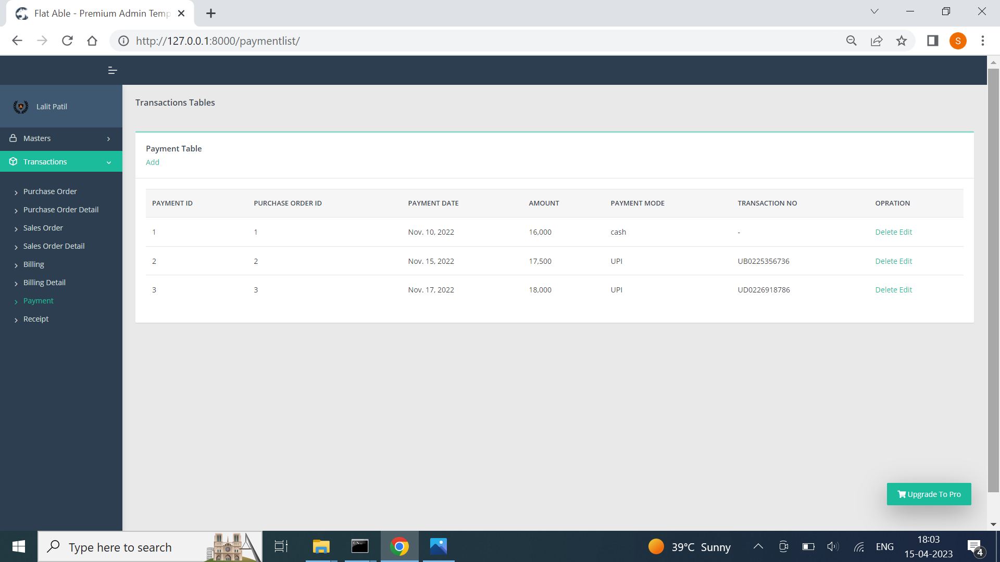 Flat Able - Premium Admin Temp
http://127.0.0.1:8000/paymentlist/
S
Lalit Patil
Masters
Transactions
Purchase Order
Purchase Order Detail
Sales Order
Sales Order Detail
Billing
Billing Detail
Payment
Receipt
Transactions Tables
Payment Table
Add
PAYMENT ID PURCHASE ORDER ID PAYMENT DATE AMOUNT PAYMENT MODE TRANSACTION NO OPRATION
1 1 Nov. 10, 2022 16,000 cash - Delete Edit
2 2 Nov. 15, 2022 17,500 UPI UB0225356736 Delete Edit
3 3 Nov. 17, 2022 18,000 UPI UD0226918786 Delete Edit
Upgrade To Pro
Type here to search
39°C Sunny
ENG
18:03
15-04-2023
4